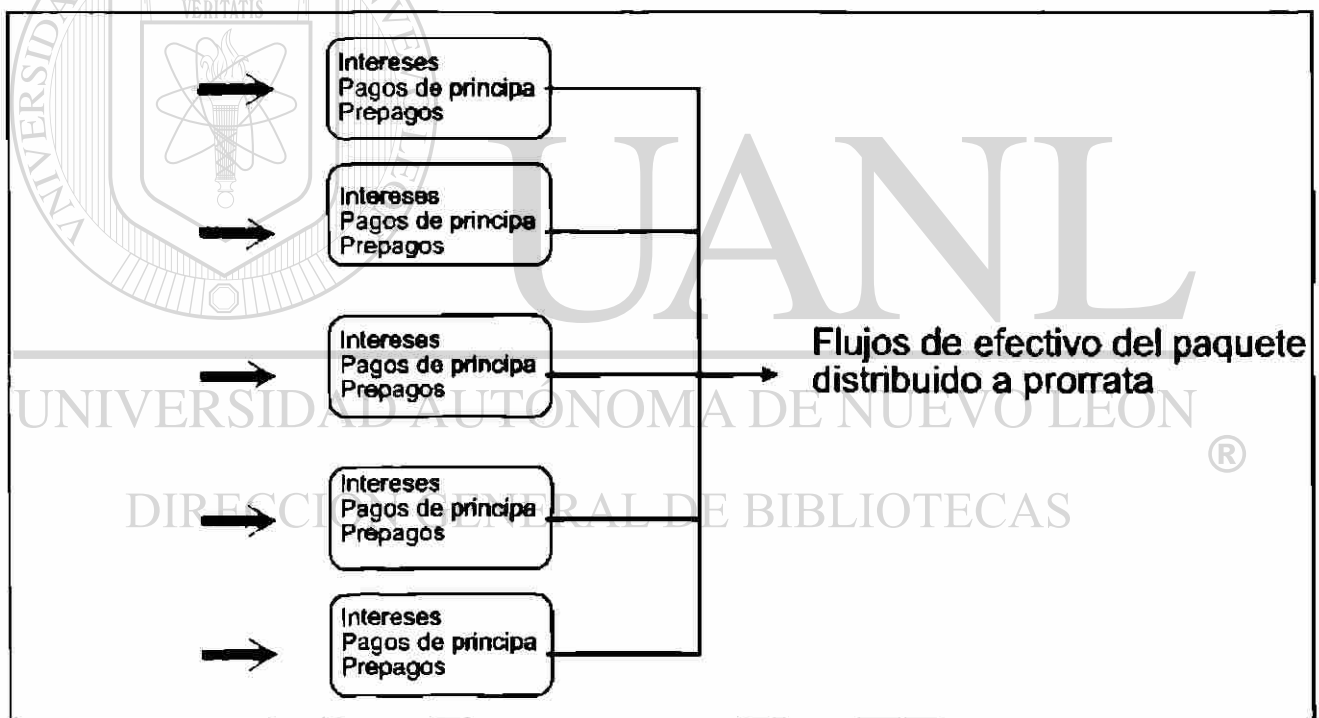 VERITATIS
Intereses
Pagos de principa
Prepagos
Intereses
Pagos de principa
Prepagos
Intereses
Pagos de principa
Prepagos
Intereses
Pagos de principa
Prepagos
Intereses
Pagos de principa
Prepagos
Flujos de efectivo del paquete
distribuido a prorrata
UANL
UNIVERSIDAD AUTÓNOMA DE NUEVO LEÓN
®
DIRECCIÓN GENERAL DE BIBLIOTECAS